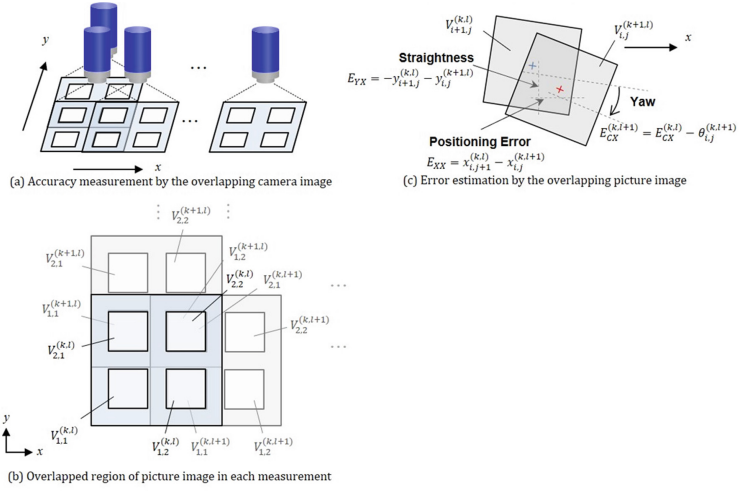 y
...
...
x
(a) Accuracy measurement by the overlapping camera image
V_{i+1,j}^{(k,l)}
V_{i,j}^{(k+1,l)}
x
Straightness
E_{YX} = −y_{i+1,j}^{(k,l)} − y_{i,j}^{(k+1,l)}
Yaw
E_{CX}^{(k,l+1)} = E_{CX}^{(k,l)} − θ_{i,j}^{(k,l+1)}
Positioning Error
E_{XX} = x_{i,j+1}^{(k,l)} − x_{i,j}^{(k,l+1)}
(c) Error estimation by the overlapping picture image
V_{2,2}^{(k+1,l)}
V_{2,1}^{(k+1,l)}
V_{1,2}^{(k+1,l)}
V_{2,2}^{(k,l)}
V_{2,1}^{(k,l+1)}
...
V_{1,1}^{(k+1,l)}
V_{2,2}^{(k,l+1)}
V_{2,1}^{(k,l)}
...
y
x
V_{1,1}^{(k,l)}
V_{1,2}^{(k,l)}
V_{1,1}^{(k,l+1)}
V_{1,2}^{(k,l+1)}
(b) Overlapped region of picture image in each measurement